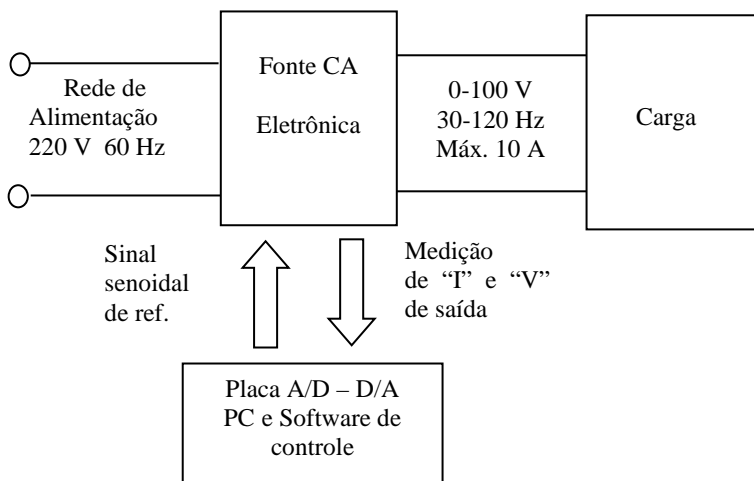 Rede de
Alimentação
220 V 60 Hz
Fonte CA
Eletrônica
0-100 V
30-120 Hz
Máx. 10 A
Carga
Sinal
senoidal
de ref.
Medição
de “I” e “V”
de saída
Placa A/D – D/A
PC e Software de
controle